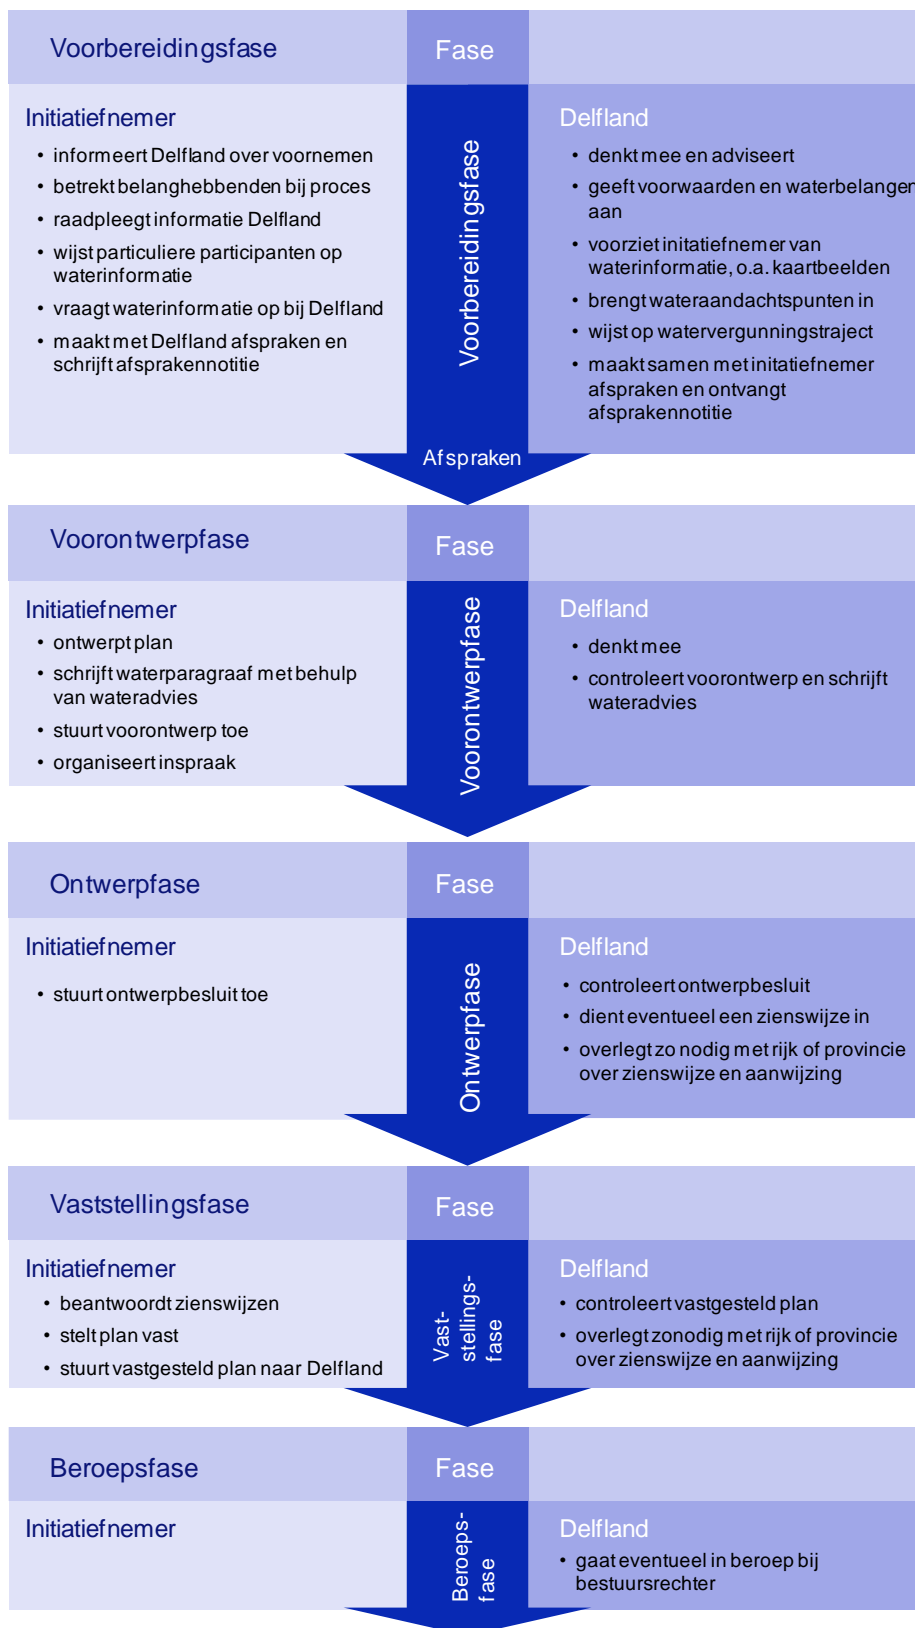 Voorbereidingsfase
Fase
Initiatiefnemer
• informeert Delfland over voornemen
• betrekt belanghebbenden bij proces
• raadpleegt informatie Delfland
• wijst particuliere participanten op
waterinformatie
• vraagt waterinformatie op bij Delfland
• maakt met Delfland afspraken en
schrijft afsprakennotitie
Voorbereidingsfase
Afspraken
Delfland
• denkt mee en adviseert
• geeft voorwaarden en waterbelangen
aan
• voorziet initatiefnemer van
waterinformatie, o.a. kaartbeelden
• brengt wateraandachtspunten in
• wijst op watervergunningstraject
• maakt samen met initatiefnemer
afspraken en ontvangt
afsprakennotitie
Voorontwerpfase
Fase
Initiatiefnemer
• ontwerpt plan
• schrijft waterparagraaf met behulp
van wateradvies
• stuurt voorontwerp toe
• organiseert inspraak
Voorontwerpfase
Delfland
• denkt mee
• controleert voorontwerp en schrijft
wateradvies
Ontwerpfase
Fase
Initiatiefnemer
• stuurt ontwerpbesluit toe
Ontwerpfase
Delfland
• controleert ontwerpbesluit
• dient eventueel een zienswijze in
• overlegt zo nodig met rijk of provincie
over zienswijze en aanwijzing
Vaststellingsfase
Fase
Initiatiefnemer
• beantwoordt zienswijzen
• stelt plan vast
• stuurt vastgesteld plan naar Delfland
Vast-
stellings-
fase
Delfland
• controleert vastgesteld plan
• overlegt zonodig met rijk of provincie
over zienswijze en aanwijzing
Beroepsfase
Fase
Initiatiefnemer
Beroeps-
fase
Delfland
• gaat eventueel in beroep bij
bestuursrechter